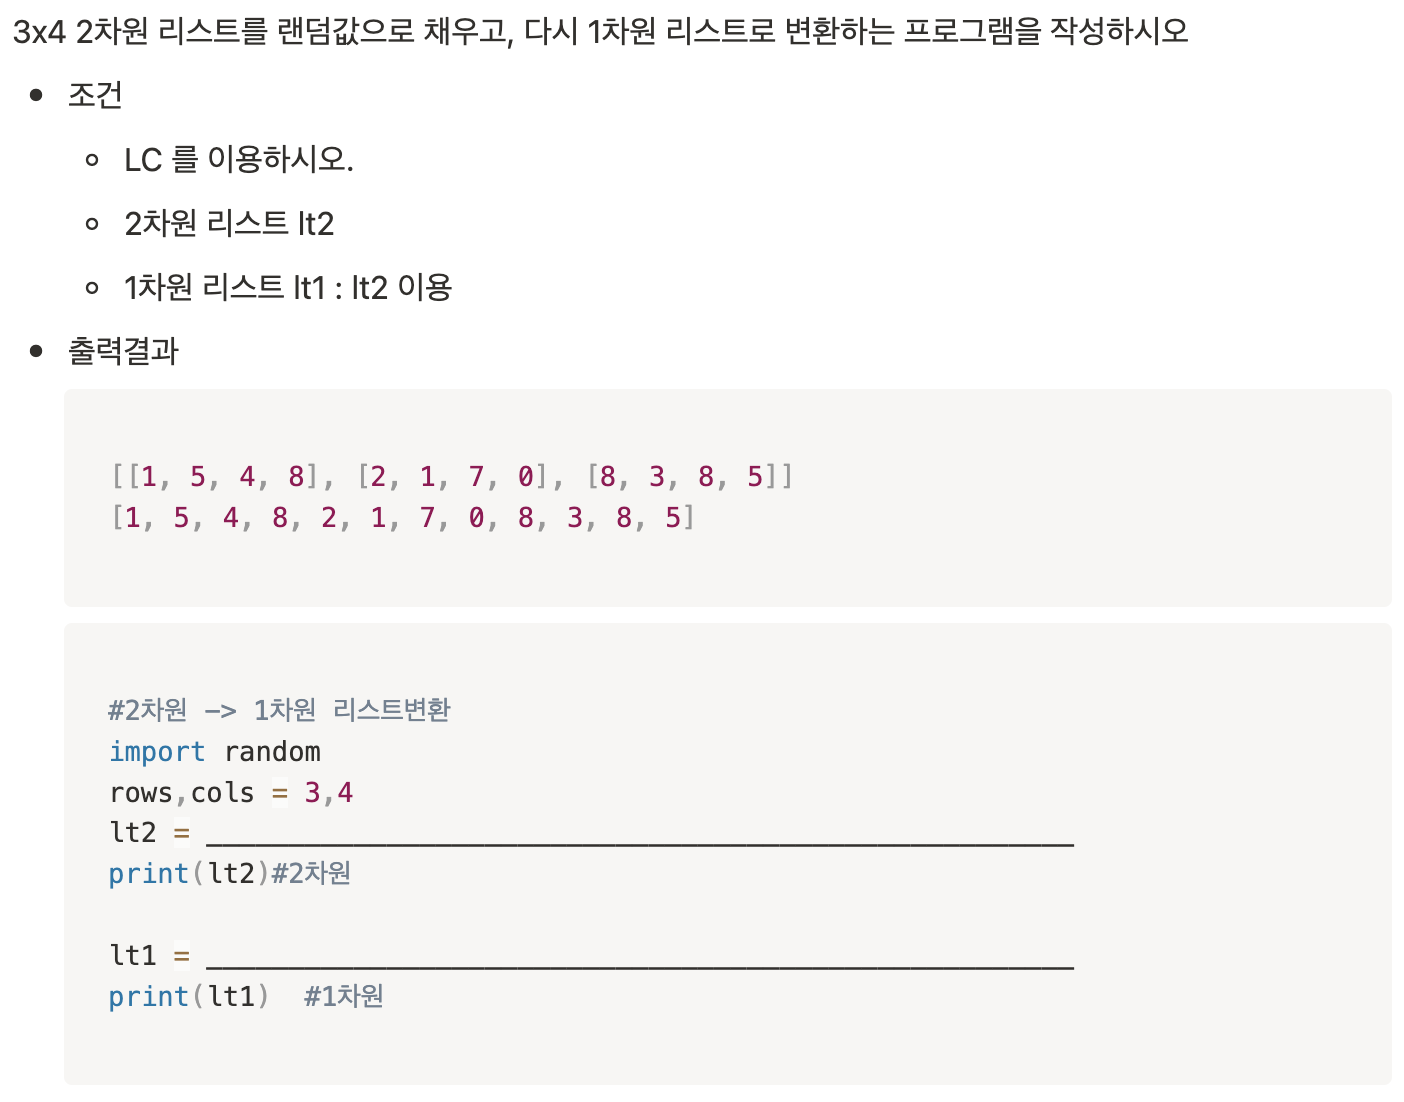 3x4 2차원 리스트를 랜덤값으로 채우고, 다시 1차원 리스트로 변환하는 프로그램을 작성하시오
• 조건
◦ LC 를 이용하시오.
◦ 2차원 리스트 lt2
◦ 1차원 리스트 lt1 : lt2 이용
• 출력결과
[[1, 5, 4, 8], [2, 1, 7, 0], [8, 3, 8, 5]]
[1, 5, 4, 8, 2, 1, 7, 0, 8, 3, 8, 5]
#2차원 -> 1차원 리스트변환
import random
rows,cols = 3,4
lt2 = _____________________________________________________
print(lt2)#2차원
lt1 = _____________________________________________________
print(lt1)  #1차원